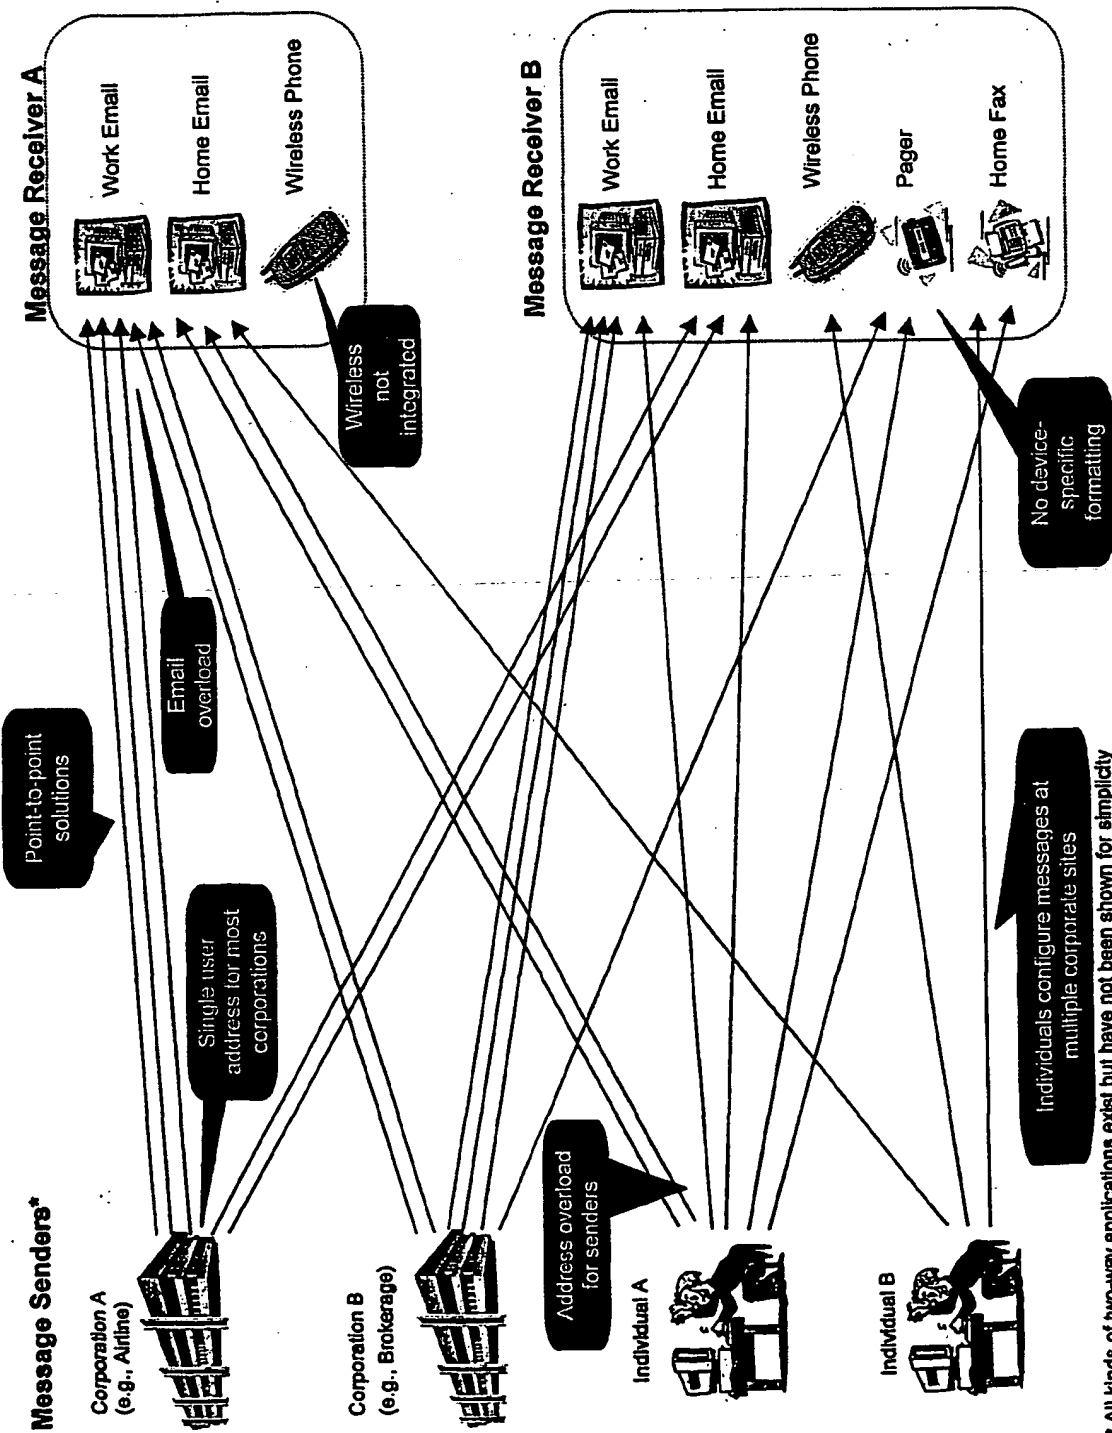 Message Senders*
Corporation A
(e.g., Airline)
Corporation B
(e.g., Brokerage)
Individual A
Individual B
Point-to-point
solutions
Single user
address for most
corporations
Email
overload
Address overload
for senders
Individuals configure messages at
multiple corporate sites
Wireless
not
integrated
No device-
specific
formatting
Message Receiver A
Work Email
Home Email
Wireless Phone
Message Receiver B
Work Email
Home Email
Wireless Phone
Pager
Home Fax
* All kinds of two-way applications exist but have not been shown for simplicity